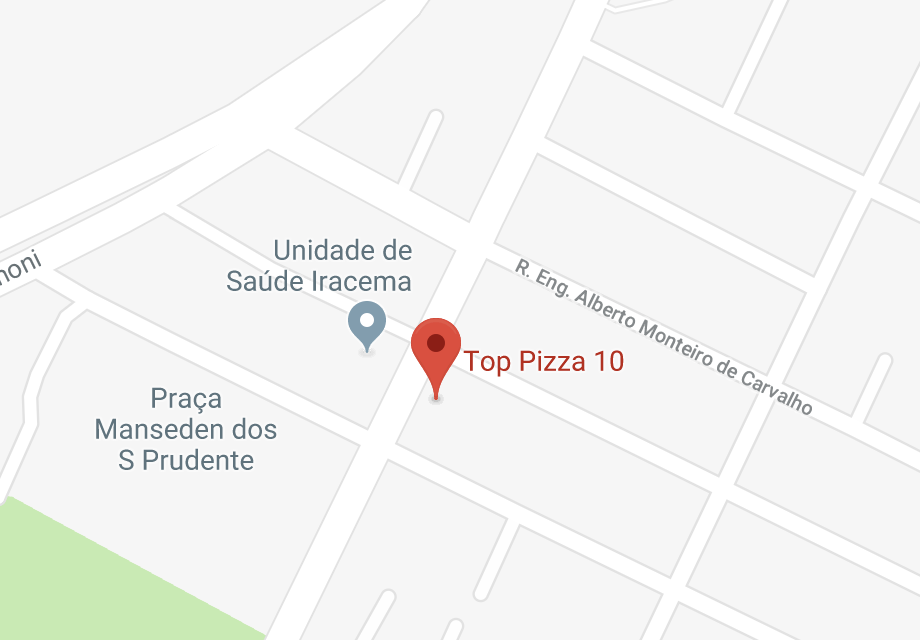 Unidade de
Saúde Iracema
R. Eng. Alberto Monteiro de Carvalho
Top Pizza 10
Praça
Manseden dos
S Prudente